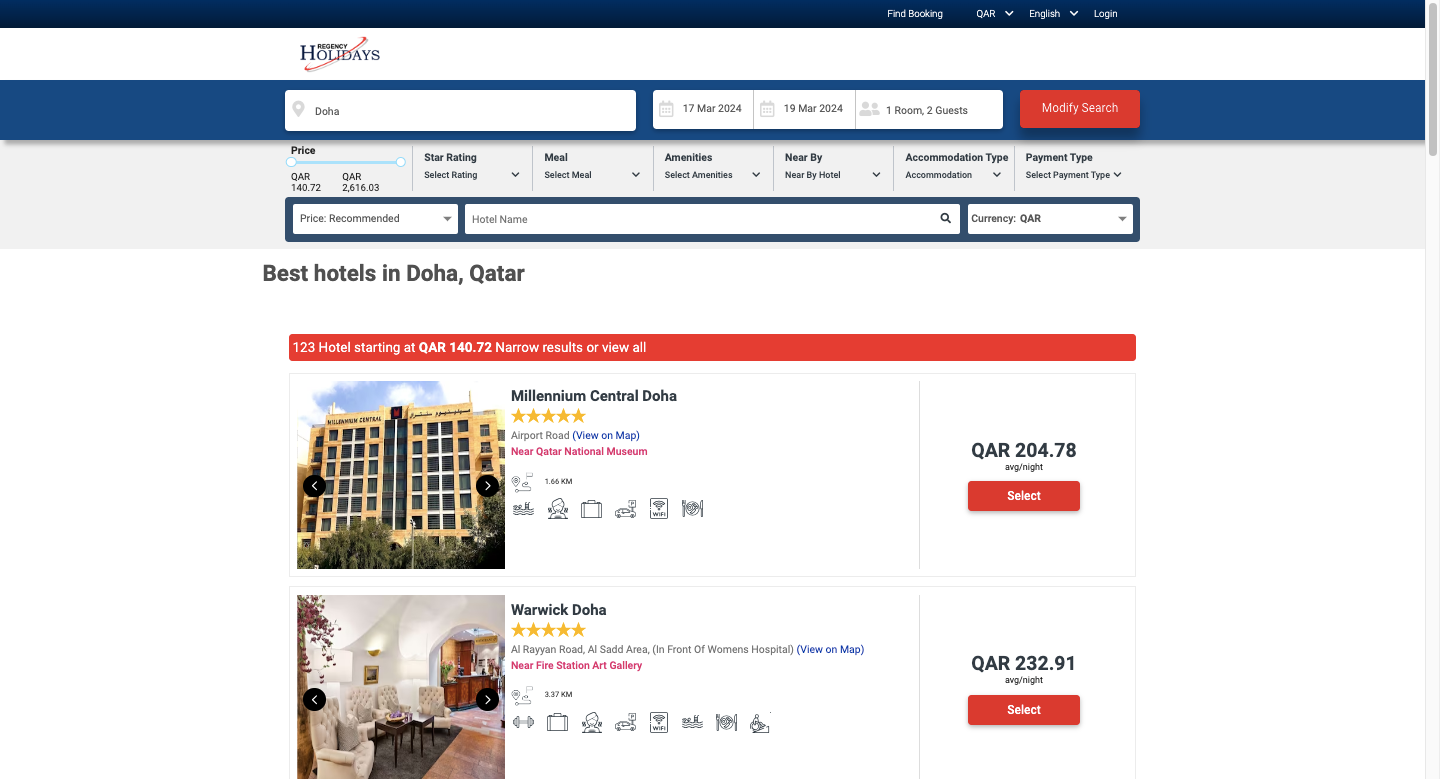 Find Booking QAR English Login
REGENCY
HOLIDAYS
Doha 17 Mar 2024 19 Mar 2024 1 Room, 2 Guests Modify Search
Price
QAR 140.72 QAR 2,616.03
Star Rating
Select Rating
Meal
Select Meal
Amenities
Select Amenities
Near By
Near By Hotel
Accommodation Type
Accommodation
Payment Type
Select Payment Type
Price: Recommended Hotel Name Currency: QAR
Best hotels in Doha, Qatar
123 Hotel starting at QAR 140.72 Narrow results or view all
MILLENNIUM CENTRAL ميلينيوم سنترال
Millennium Central Doha
Airport Road (View on Map)
Near Qatar National Museum
1.66 KM
P
WIFI
QAR 204.78
avg/night
Select
Warwick Doha
Al Rayyan Road, Al Sadd Area, (In Front Of Womens Hospital) (View on Map)
Near Fire Station Art Gallery
3.37 KM
P
WIFI
QAR 232.91
avg/night
Select